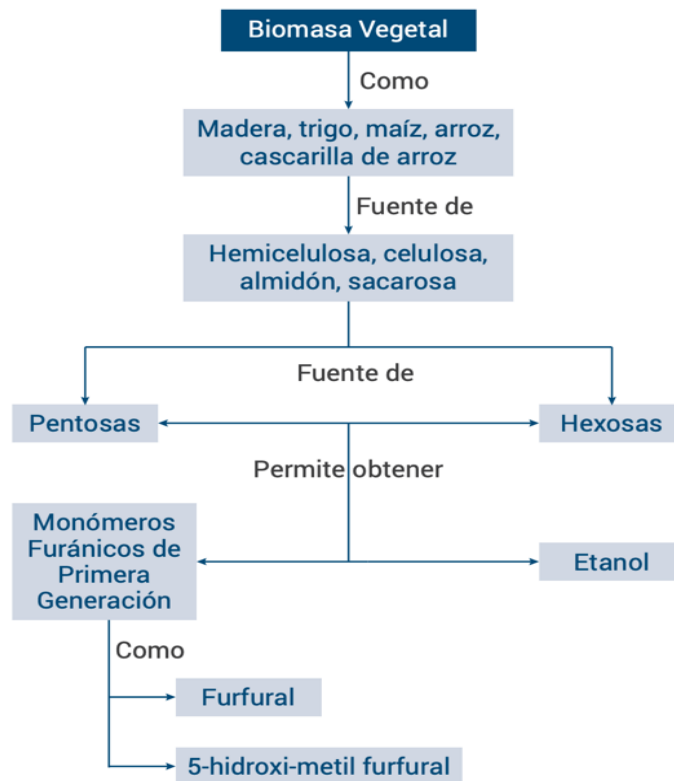 Biomasa Vegetal
Como
Madera, trigo, maíz, arroz,
cascarilla de arroz
Fuente de
Hemicelulosa, celulosa,
almidón, sacarosa
Fuente de
Pentosas
Hexosas
Permite obtener
Monómeros
Furánicos de
Primera
Generación
Etanol
Como
Furfural
5-hidroxi-metil furfural